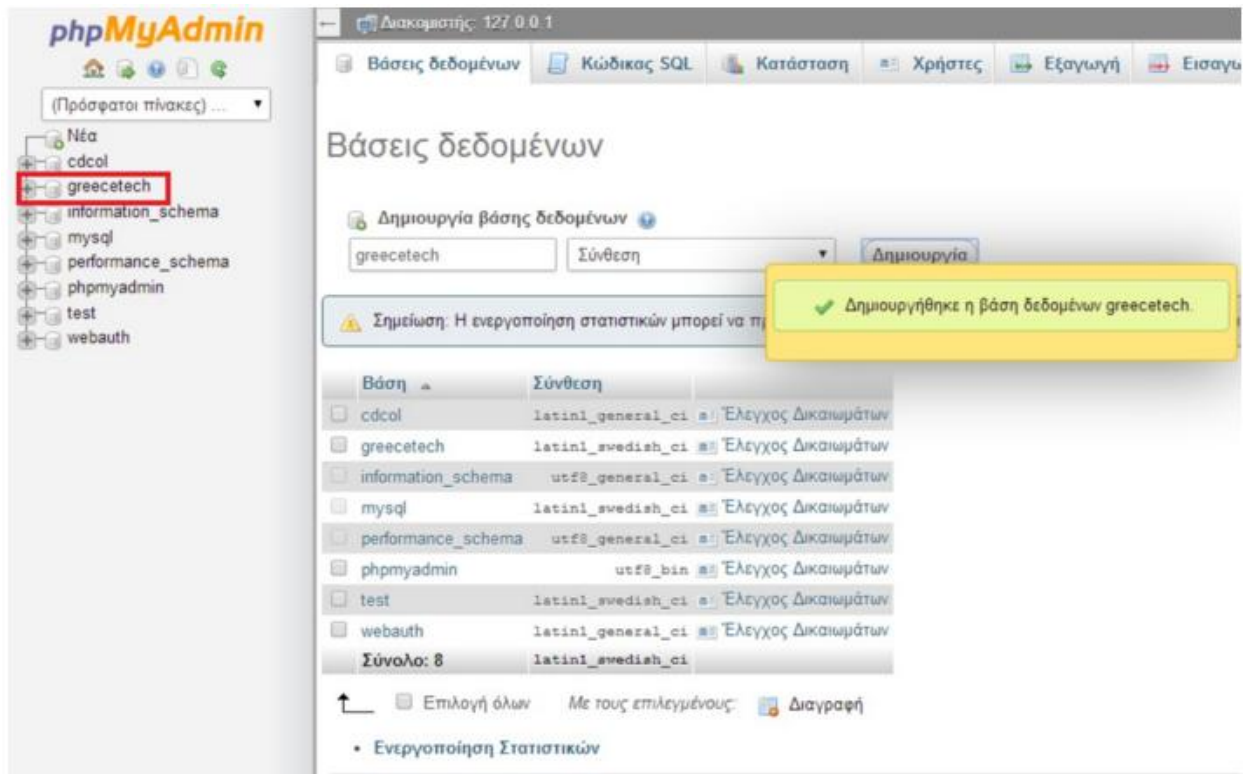 phpMyAdmin
(Πρόσφατοι πίνακες) ...
Νέα
cdcol
greecetech
information_schema
mysql
performance_schema
phpmyadmin
test
webauth
Διακομιστής: 127.0.0.1
Βάσεις δεδομένων Κώδικας SQL Κατάσταση Χρήστες Εξαγωγή Εισαγω
Βάσεις δεδομένων
Δημιουργία βάσης δεδομένων
greecetech Σύνθεση Δημιουργία
Δημιουργήθηκε η βάση δεδομένων greecetech.
Σημείωση: Η ενεργοποίηση στατιστικών μπορεί να
Βάση Σύνθεση
cdcol latin1_general_ci Έλεγχος Δικαιωμάτων
greecetech latin1_swedish_ci Έλεγχος Δικαιωμάτων
information_schema utf8_general_ci Έλεγχος Δικαιωμάτων
mysql latin1_swedish_ci Έλεγχος Δικαιωμάτων
performance_schema utf8_general_ci Έλεγχος Δικαιωμάτων
phpmyadmin utf8_bin Έλεγχος Δικαιωμάτων
test latin1_swedish_ci Έλεγχος Δικαιωμάτων
webauth latin1_general_ci Έλεγχος Δικαιωμάτων
Σύνολο: 8 latin1_swedish_ci
Επιλογή όλων Με τους επιλεγμένους: Διαγραφή
• Ενεργοποίηση Στατιστικών